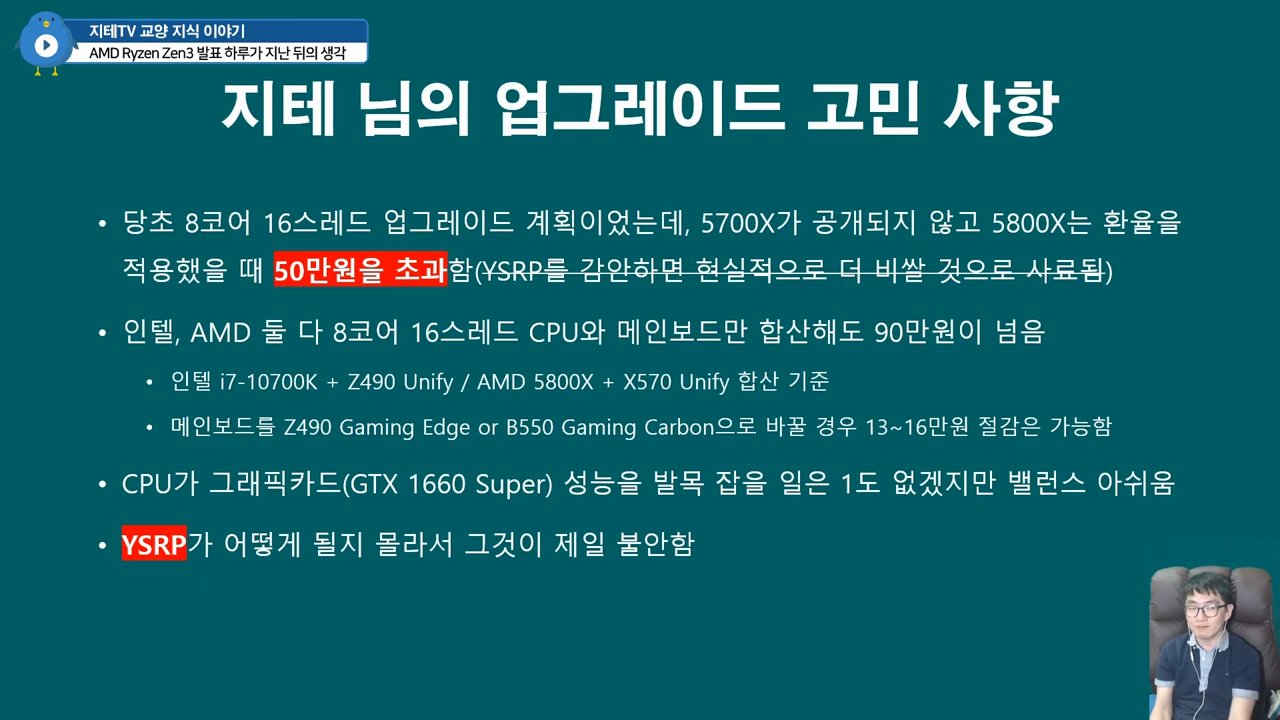 지테TV 교양 지식 이야기
AMD Ryzen Zen3 발표 하루가 지난 뒤의 생각
지테 님의 업그레이드 고민 사항
• 당초 8코어 16스레드 업그레이드 계획이었는데, 5700X가 공개되지 않고 5800X는 환율을
적용했을 때 50만원을 초과함(YSRP를 감안하면 현실적으로 더 비쌀 것으로 사료됨)
• 인텔, AMD 둘 다 8코어 16스레드 CPU와 메인보드만 합산해도 90만원이 넘음
• 인텔 i7-10700K + Z490 Unify / AMD 5800X + X570 Unify 합산 기준
• 메인보드를 Z490 Gaming Edge or B550 Gaming Carbon으로 바꿀 경우 13~16만원 절감은 가능함
• CPU가 그래픽카드(GTX 1660 Super) 성능을 발목 잡을 일은 1도 없겠지만 밸런스 아쉬움
• YSRP가 어떻게 될지 몰라서 그것이 제일 불안함